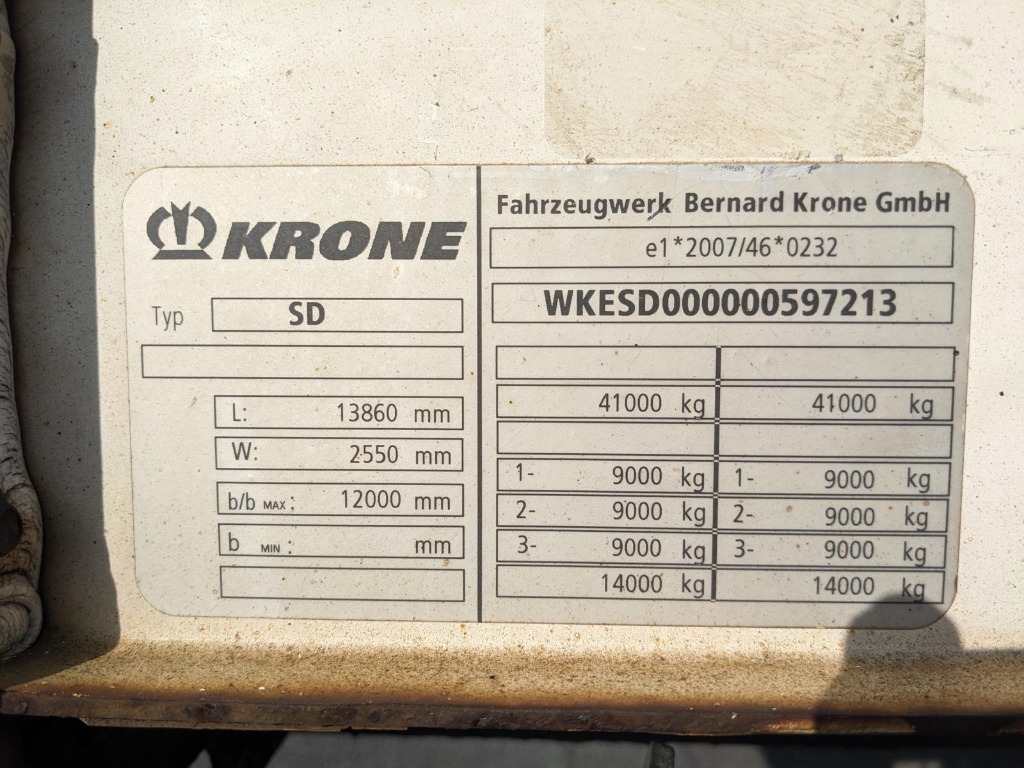 KRONE
Typ SD
L: 13860 mm
W: 2550 mm
b/b MAX : 12000 mm
b MIN : mm
Fahrzeugwerk Bernard Krone GmbH
e1*2007/46*0232
WKESD000000597213
41000 kg 41000 kg
1- 9000 kg 1- 9000 kg
2- 9000 kg 2- 9000 kg
3- 9000 kg 3- 9000 kg
14000 kg 14000 kg